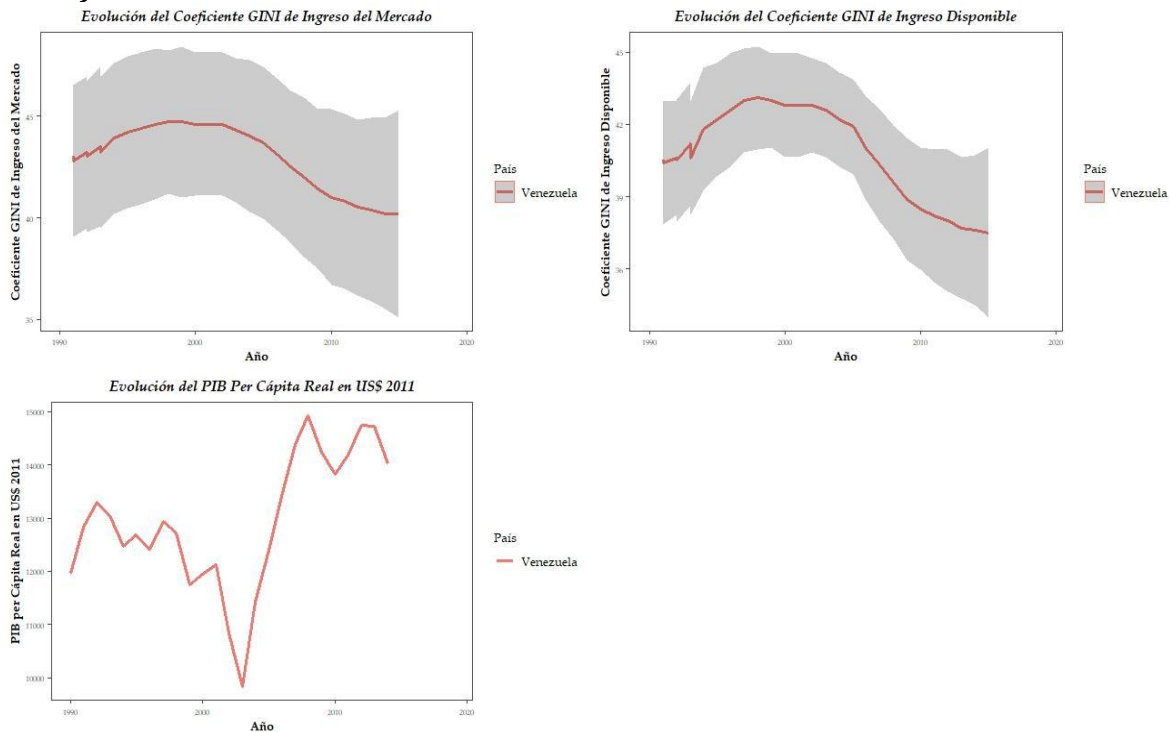 Evolución del Coeficiente GINI de Ingreso del Mercado
Coeficiente GINI de Ingreso del Mercado
45
40
35
1990
2000
2010
2020
Año
País
Venezuela
Evolución del Coeficiente GINI de Ingreso Disponible
Coeficiente GINI de Ingreso Disponible
45
42
39
36
1990
2000
2010
2020
Año
País
Venezuela
Evolución del PIB Per Cápita Real en US$ 2011
PIB per Cápita Real en US$ 2011
15000
14000
13000
12000
11000
10000
1990
2000
2010
2020
Año
País
Venezuela